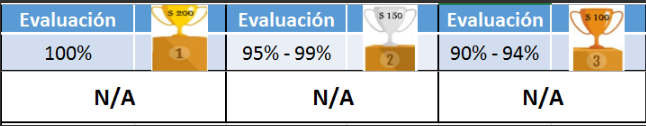 Evaluación $ 200 Evaluación $ 150 Evaluación $ 100
100% 1 95% - 99% 2 90% - 94% 3
N/A N/A N/A